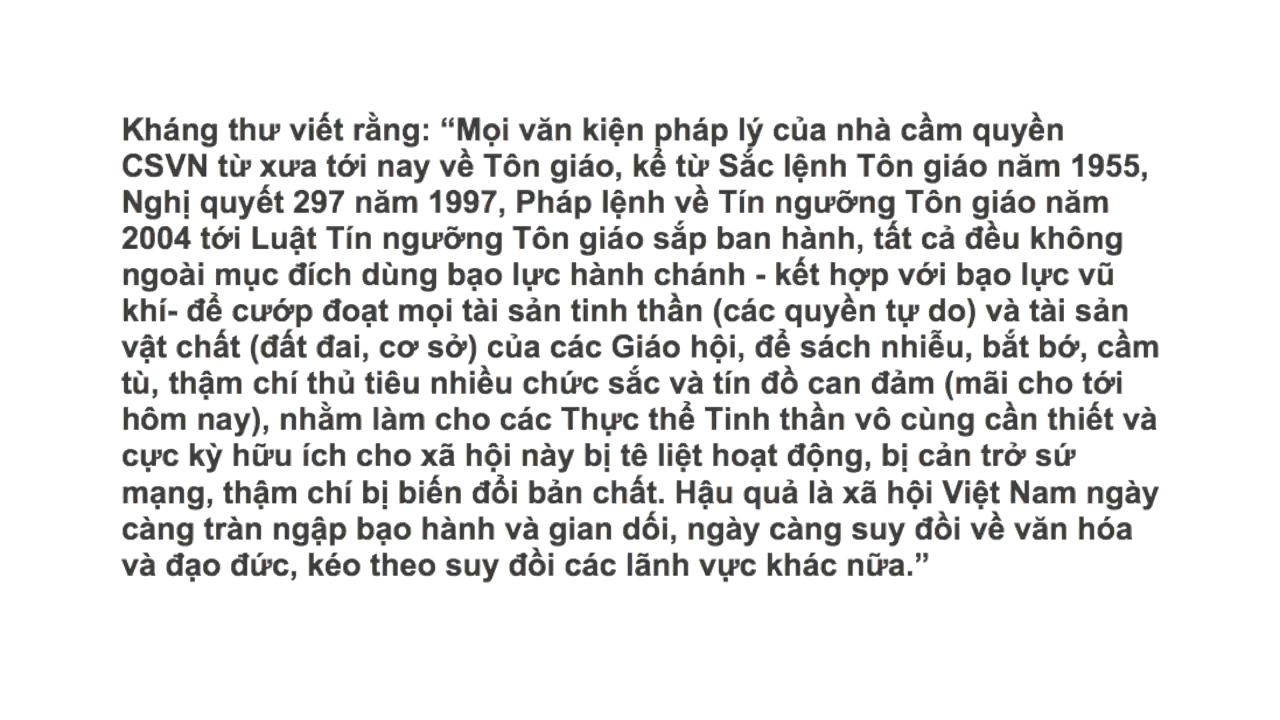 Kháng thư viết rằng: “Mọi văn kiện pháp lý của nhà cầm quyền
CSVN từ xưa tới nay về Tôn giáo, kể từ Sắc lệnh Tôn giáo năm 1955,
Nghị quyết 297 năm 1997, Pháp lệnh về Tín ngưỡng Tôn giáo năm
2004 tới Luật Tín ngưỡng Tôn giáo sắp ban hành, tất cả đều không
ngoài mục đích dùng bạo lực hành chánh - kết hợp với bạo lực vũ
khí- để cướp đoạt mọi tài sản tinh thần (các quyền tự do) và tài sản
vật chất (đất đai, cơ sở) của các Giáo hội, để sách nhiễu, bắt bớ, cầm
tù, thậm chí thủ tiêu nhiều chức sắc và tín đồ can đảm (mãi cho tới
hôm nay), nhằm làm cho các Thực thể Tinh thần vô cùng cần thiết và
cực kỳ hữu ích cho xã hội này bị tê liệt hoạt động, bị cản trở sứ
mạng, thậm chí bị biến đổi bản chất. Hậu quả là xã hội Việt Nam ngày
càng tràn ngập bạo hành và gian dối, ngày càng suy đồi về văn hóa
và đạo đức, kéo theo suy đồi các lãnh vực khác nữa.”